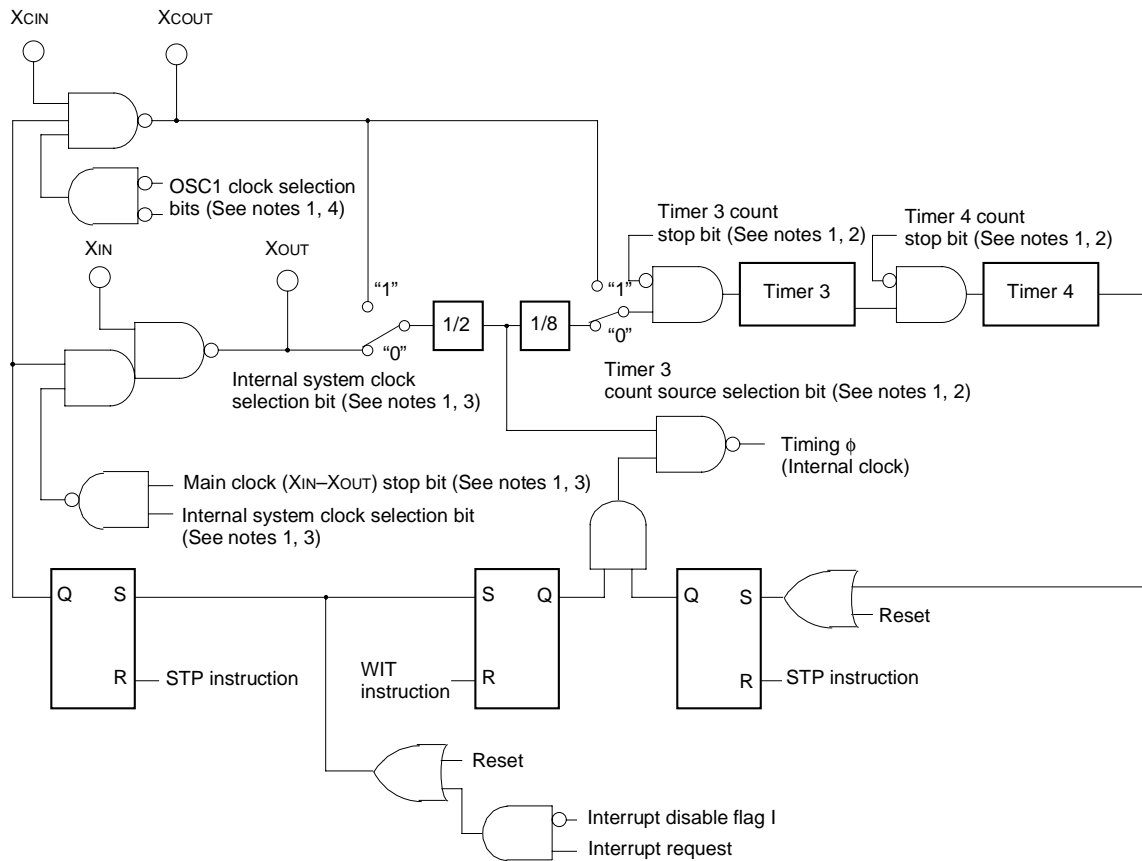 XCIN
XCOUT
OSC1 clock selection
bits (See notes 1, 4)
XIN
XOUT
“1”
“0”
Internal system clock
selection bit (See notes 1, 3)
1/2
1/8
“1”
“0”
Timer 3 count
stop bit (See notes 1, 2)
Timer 3
Timer 4 count
stop bit (See notes 1, 2)
Timer 4
Timer 3
count source selection bit (See notes 1, 2)
Timing ϕ
(Internal clock)
Main clock (XIN–XOUT) stop bit (See notes 1, 3)
Internal system clock selection bit
(See notes 1, 3)
Q S
R
STP instruction
S Q
R
WIT
instruction
Q S
R
Reset
STP instruction
Reset
Interrupt disable flag I
Interrupt request